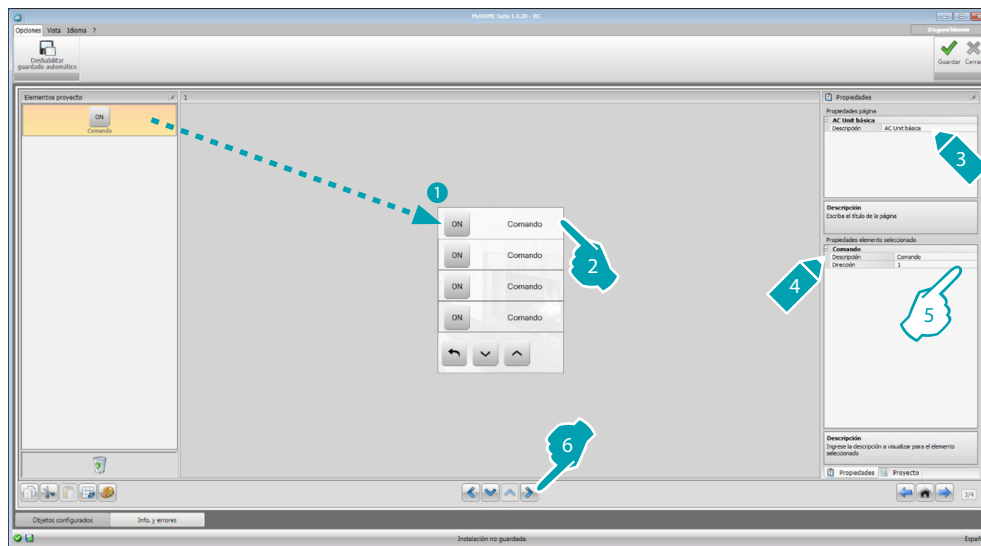 MyHOME Suite 1.0.30 - RC
Opciones Vista Idioma ?
Deshabilitar
guardado automático
Guardar Cerrar
Elementos proyecto
1
Propiedades
ON
Comando
Propiedades página
AC Unit básica
Descripción AC Unit básica
3
1
ON Comando
2
ON Comando
ON Comando
ON Comando
Descripción
Escriba el título de la página
Propiedades elemento seleccionado
Comando
Descripción Comando
Dirección 1
4
5
6
Descripción
Ingrese la descripción a visualizar para el elemento
seleccionado
Propiedades Proyecto
3/4
Objetos configurados Info. y errores
Instalación no guardada.
Españ